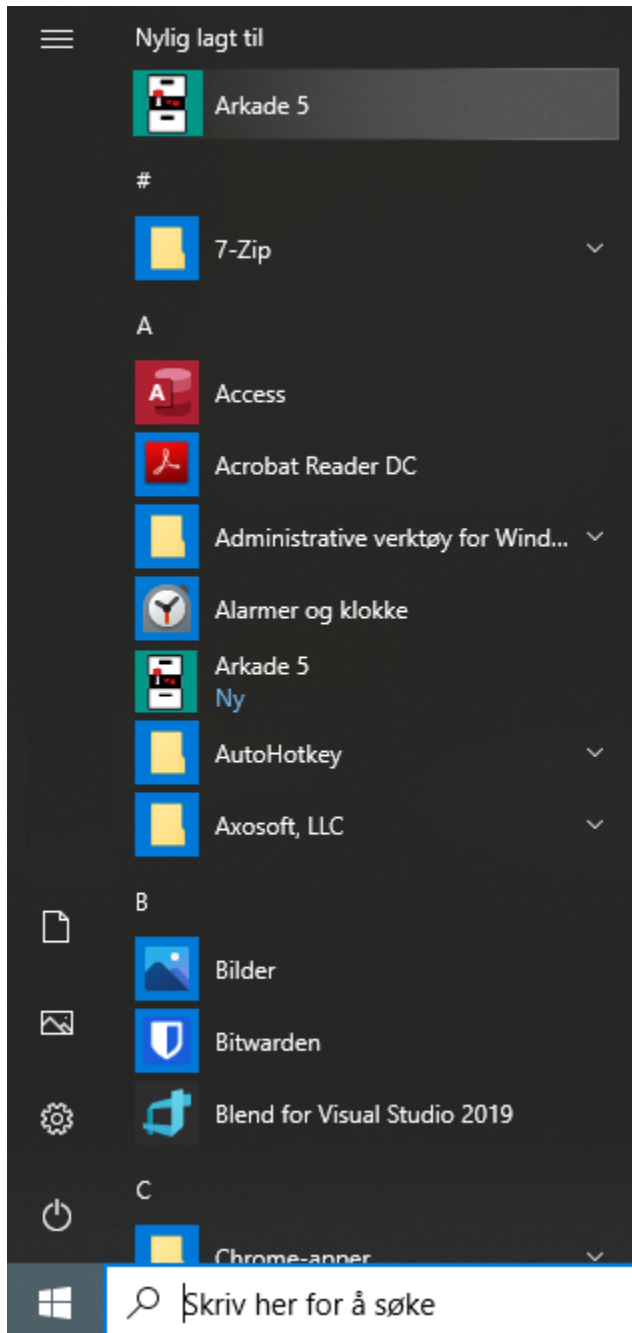 Nylig lagt til
Arkade 5
#
7-Zip
A
Access
Acrobat Reader DC
Administrative verktøy for Wind...
Alarmer og klokke
Arkade 5
Ny
AutoHotkey
Axosoft, LLC
B
Bilder
Bitwarden
Blend for Visual Studio 2019
C
Chrome-apper
Skriv her for å søke